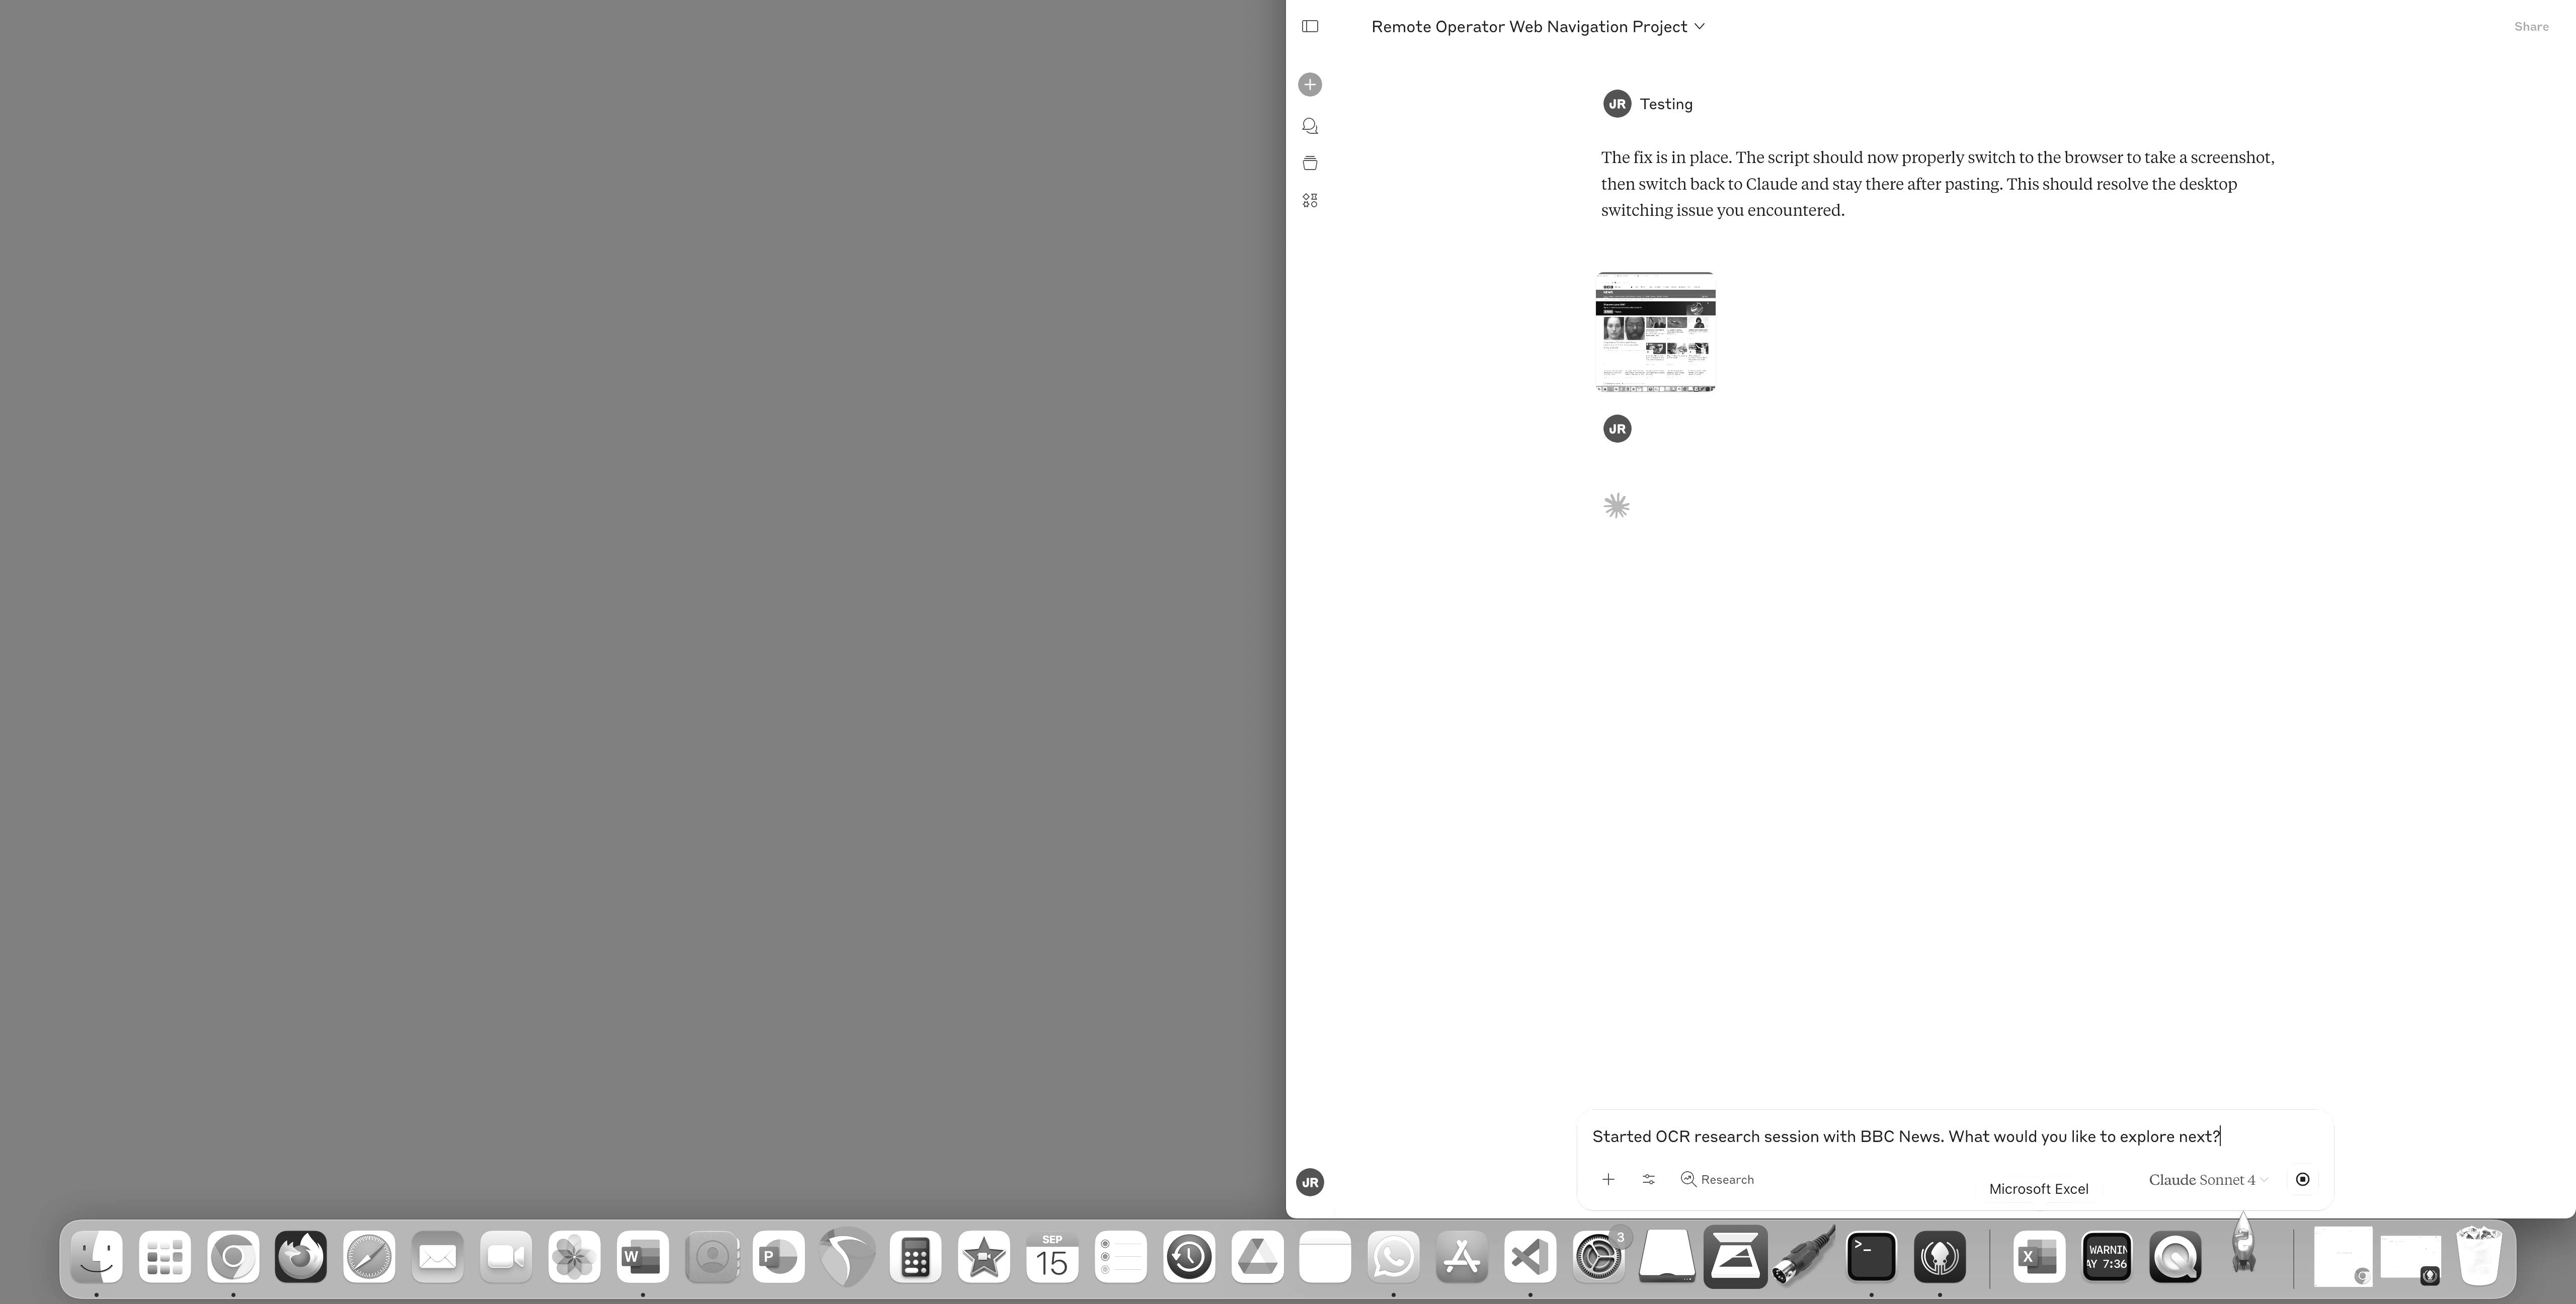 Remote Operator Web Navigation Project
Share
JR Testing
The fix is in place. The script should now properly switch to the browser to take a screenshot,
then switch back to Claude and stay there after pasting. This should resolve the desktop
switching issue you encountered.
JR
Started OCR research session with BBC News. What would you like to explore next?
Research
Claude Sonnet 4
Microsoft Excel
JR
W
P
SEP
15
3
>_
X
WARNIN
AY 7:36